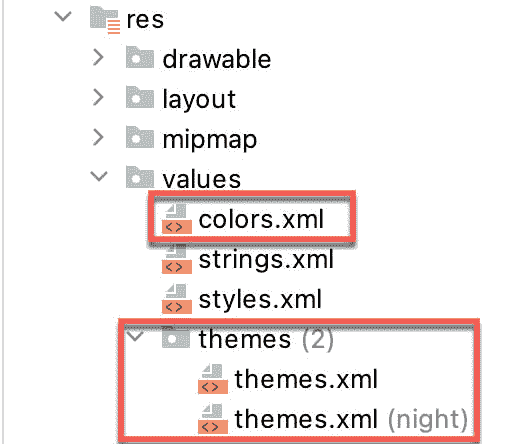 res
drawable
layout
mipmap
values
colors.xml
strings.xml
styles.xml
themes (2)
themes.xml
themes.xml (night)